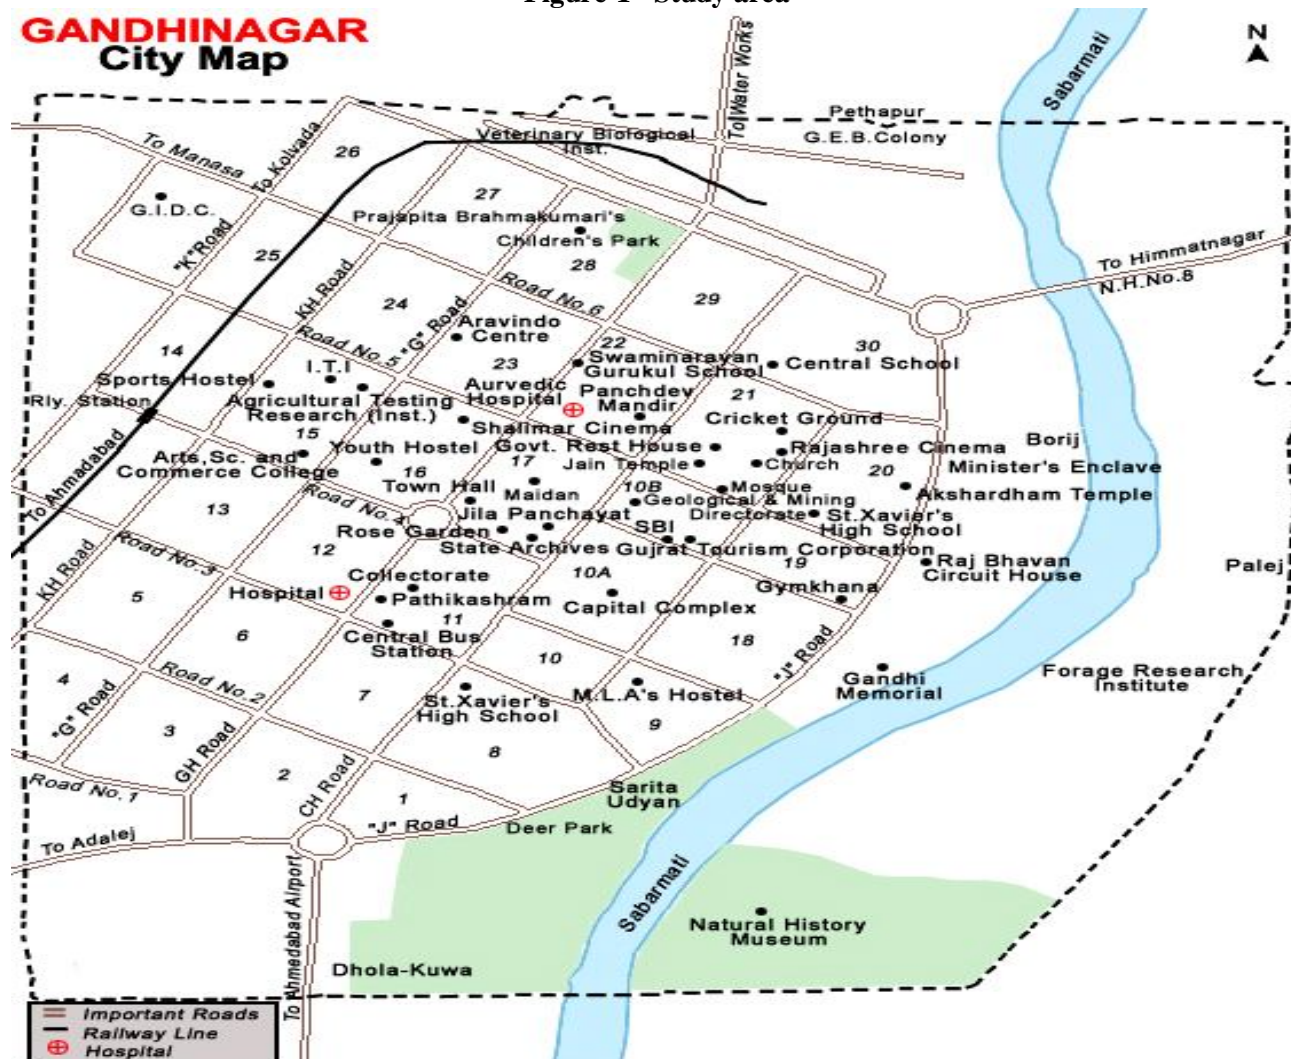 Figure 1 Study area
GANDHINAGAR
City Map
N
Sabarmati
To Water Works
Pethapur
G.E.B.Colony
Veterinary Biological
Inst.
To Manasa
To Kolvada
26
27
G.I.D.C.
Prajapita Brahmakumari's
Children's Park
"K"Road
25
28
To Himmatnagar
N.H.No.8
KH Road
24
"G" Road
Road No.6
29
Aravindo
Centre
Road No.5
22
30
14
I.T.I
23
Swaminarayan
Gurukul School
Central School
Sports Hostel
Agricultural Testing
Research (Inst.)
Aurvedic
Hospital
Panchdev
Mandir
21
Rly. Station
Shalimar Cinema
Cricket Ground
15
Youth Hostel
Govt. Rest House
Rajashree Cinema
Borij
Arts,Sc. and
Commerce College
16
17
Jain Temple
Church
20
Minister's Enclave
To Ahmadabad
Town Hall
Maidan
10B
Mosque
Akshardham Temple
13
Road No.4
Jila Panchayat
Geological & Mining
Directorate
St.Xavier's
High School
Rose Garden
SBI
12
State Archives
Gujrat Tourism Corporation
Road No.3
KH Road
Collectorate
10A
19
Raj Bhavan
Circuit House
Palej
5
Hospital
Pathikashram
Capital Complex
Gymkhana
6
11
Central Bus
Station
18
10
"J" Road
4
Road No.2
7
St.Xavier's
High School
M.L.A's Hostel
Gandhi
Memorial
Forage Research
Institute
"G" Road
3
GH Road
8
9
2
CH Road
Road No.1
1
Sarita
Udyan
"J" Road
Deer Park
To Adalej
To Ahmedabad Airport
Sabarmati
Natural History
Museum
Dhola-Kuwa
Important Roads
Railway Line
Hospital